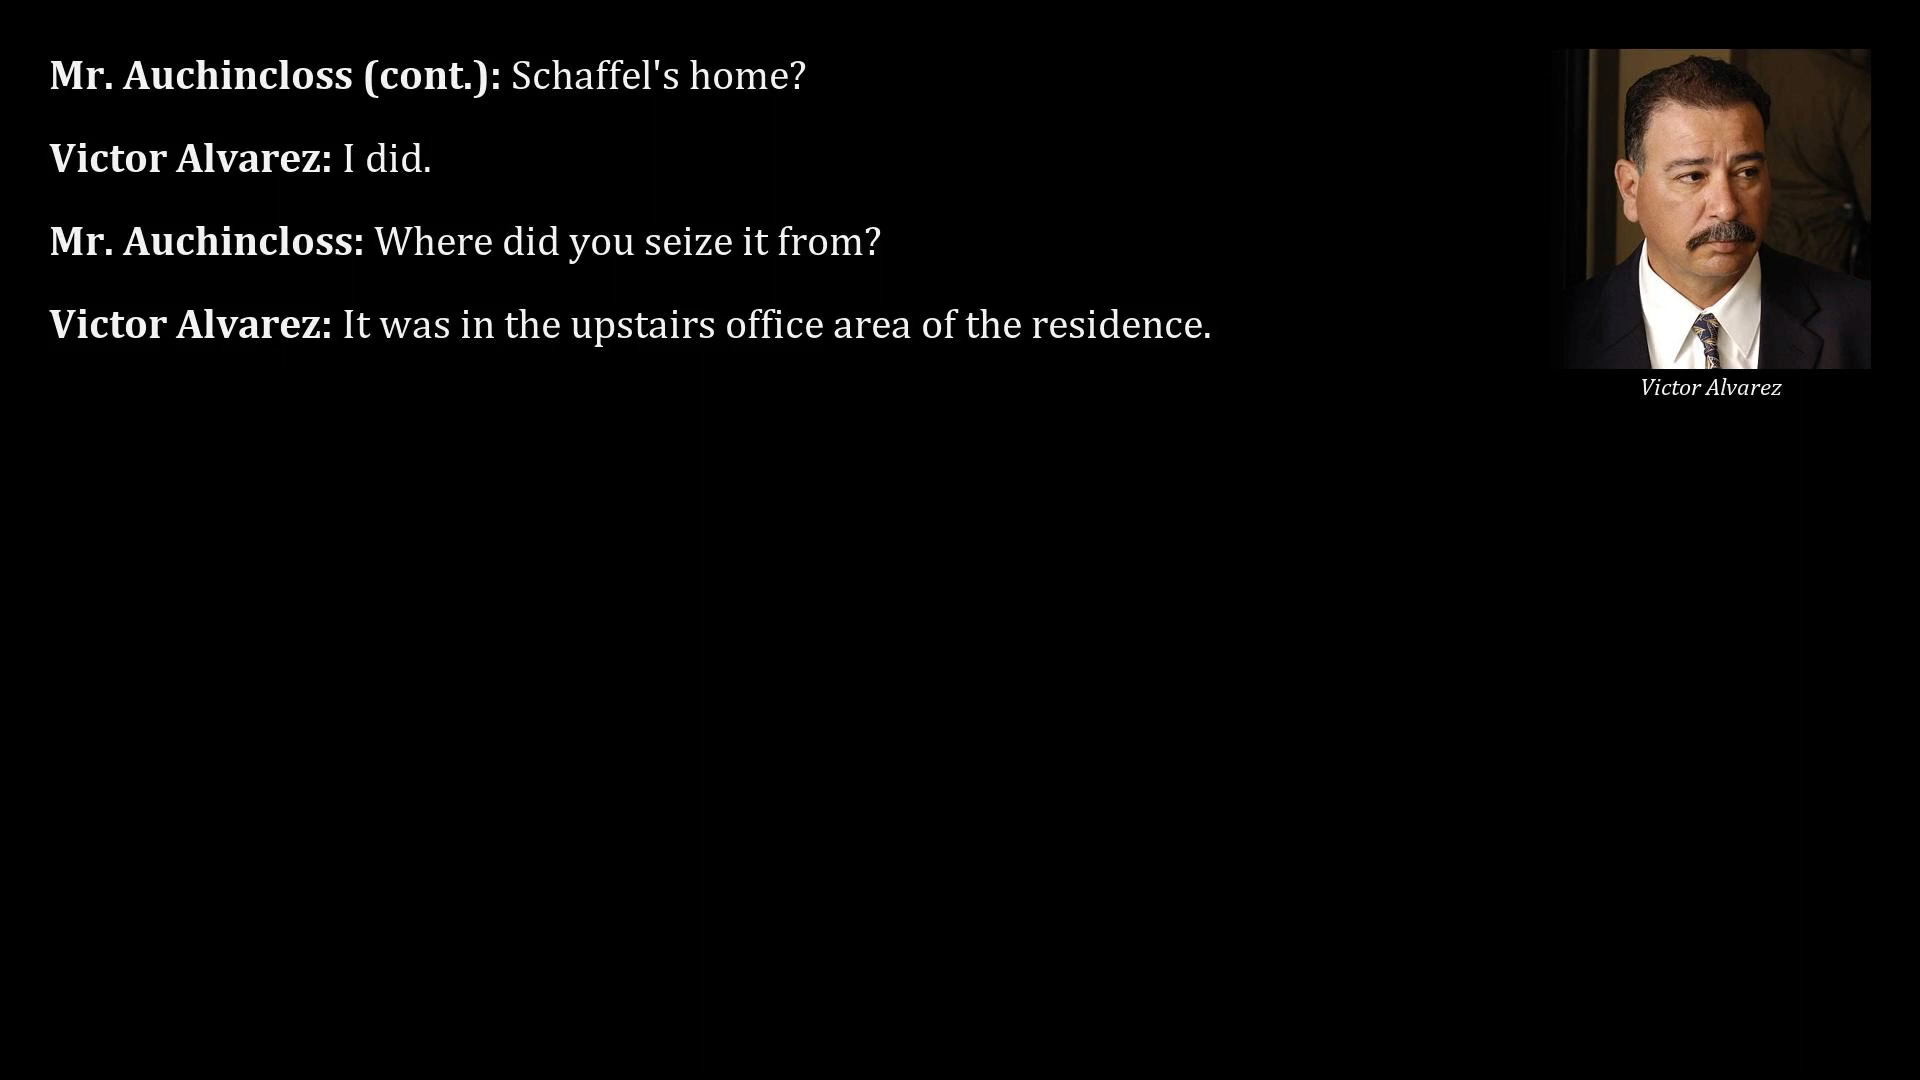 Mr. Auchincloss (cont.): Schaffel's home?
Victor Alvarez: I did.
Mr. Auchincloss: Where did you seize it from?
Victor Alvarez: It was in the upstairs office area of the residence.
Victor Alvarez